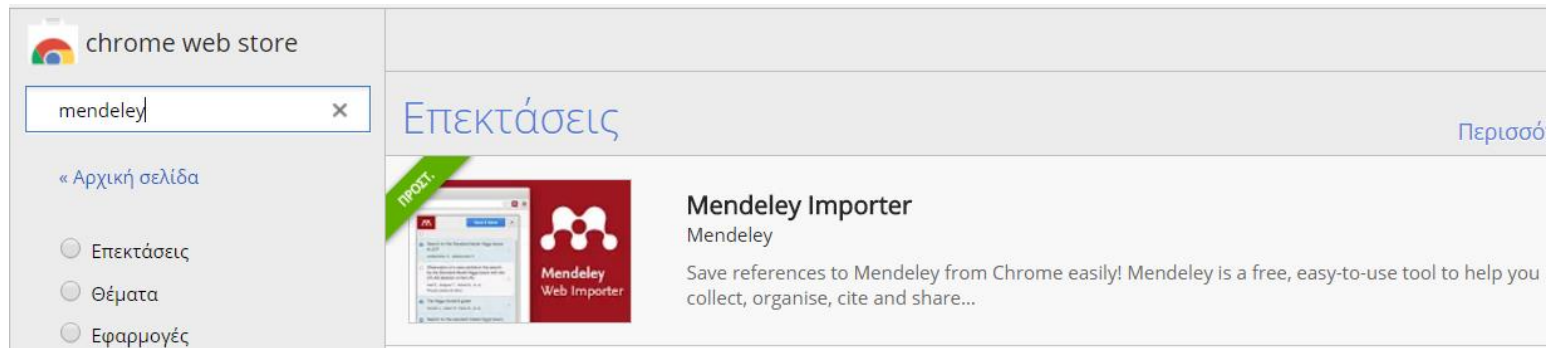 chrome web store
mendeley
« Αρχική σελίδα
Επεκτάσεις
Θέματα
Εφαρμογές
Επεκτάσεις
Περισσό
ΠΡΟΣΤ.
Mendeley
Web Importer
Mendeley Importer
Mendeley
Save references to Mendeley from Chrome easily! Mendeley is a free, easy-to-use tool to help you
collect, organise, cite and share...